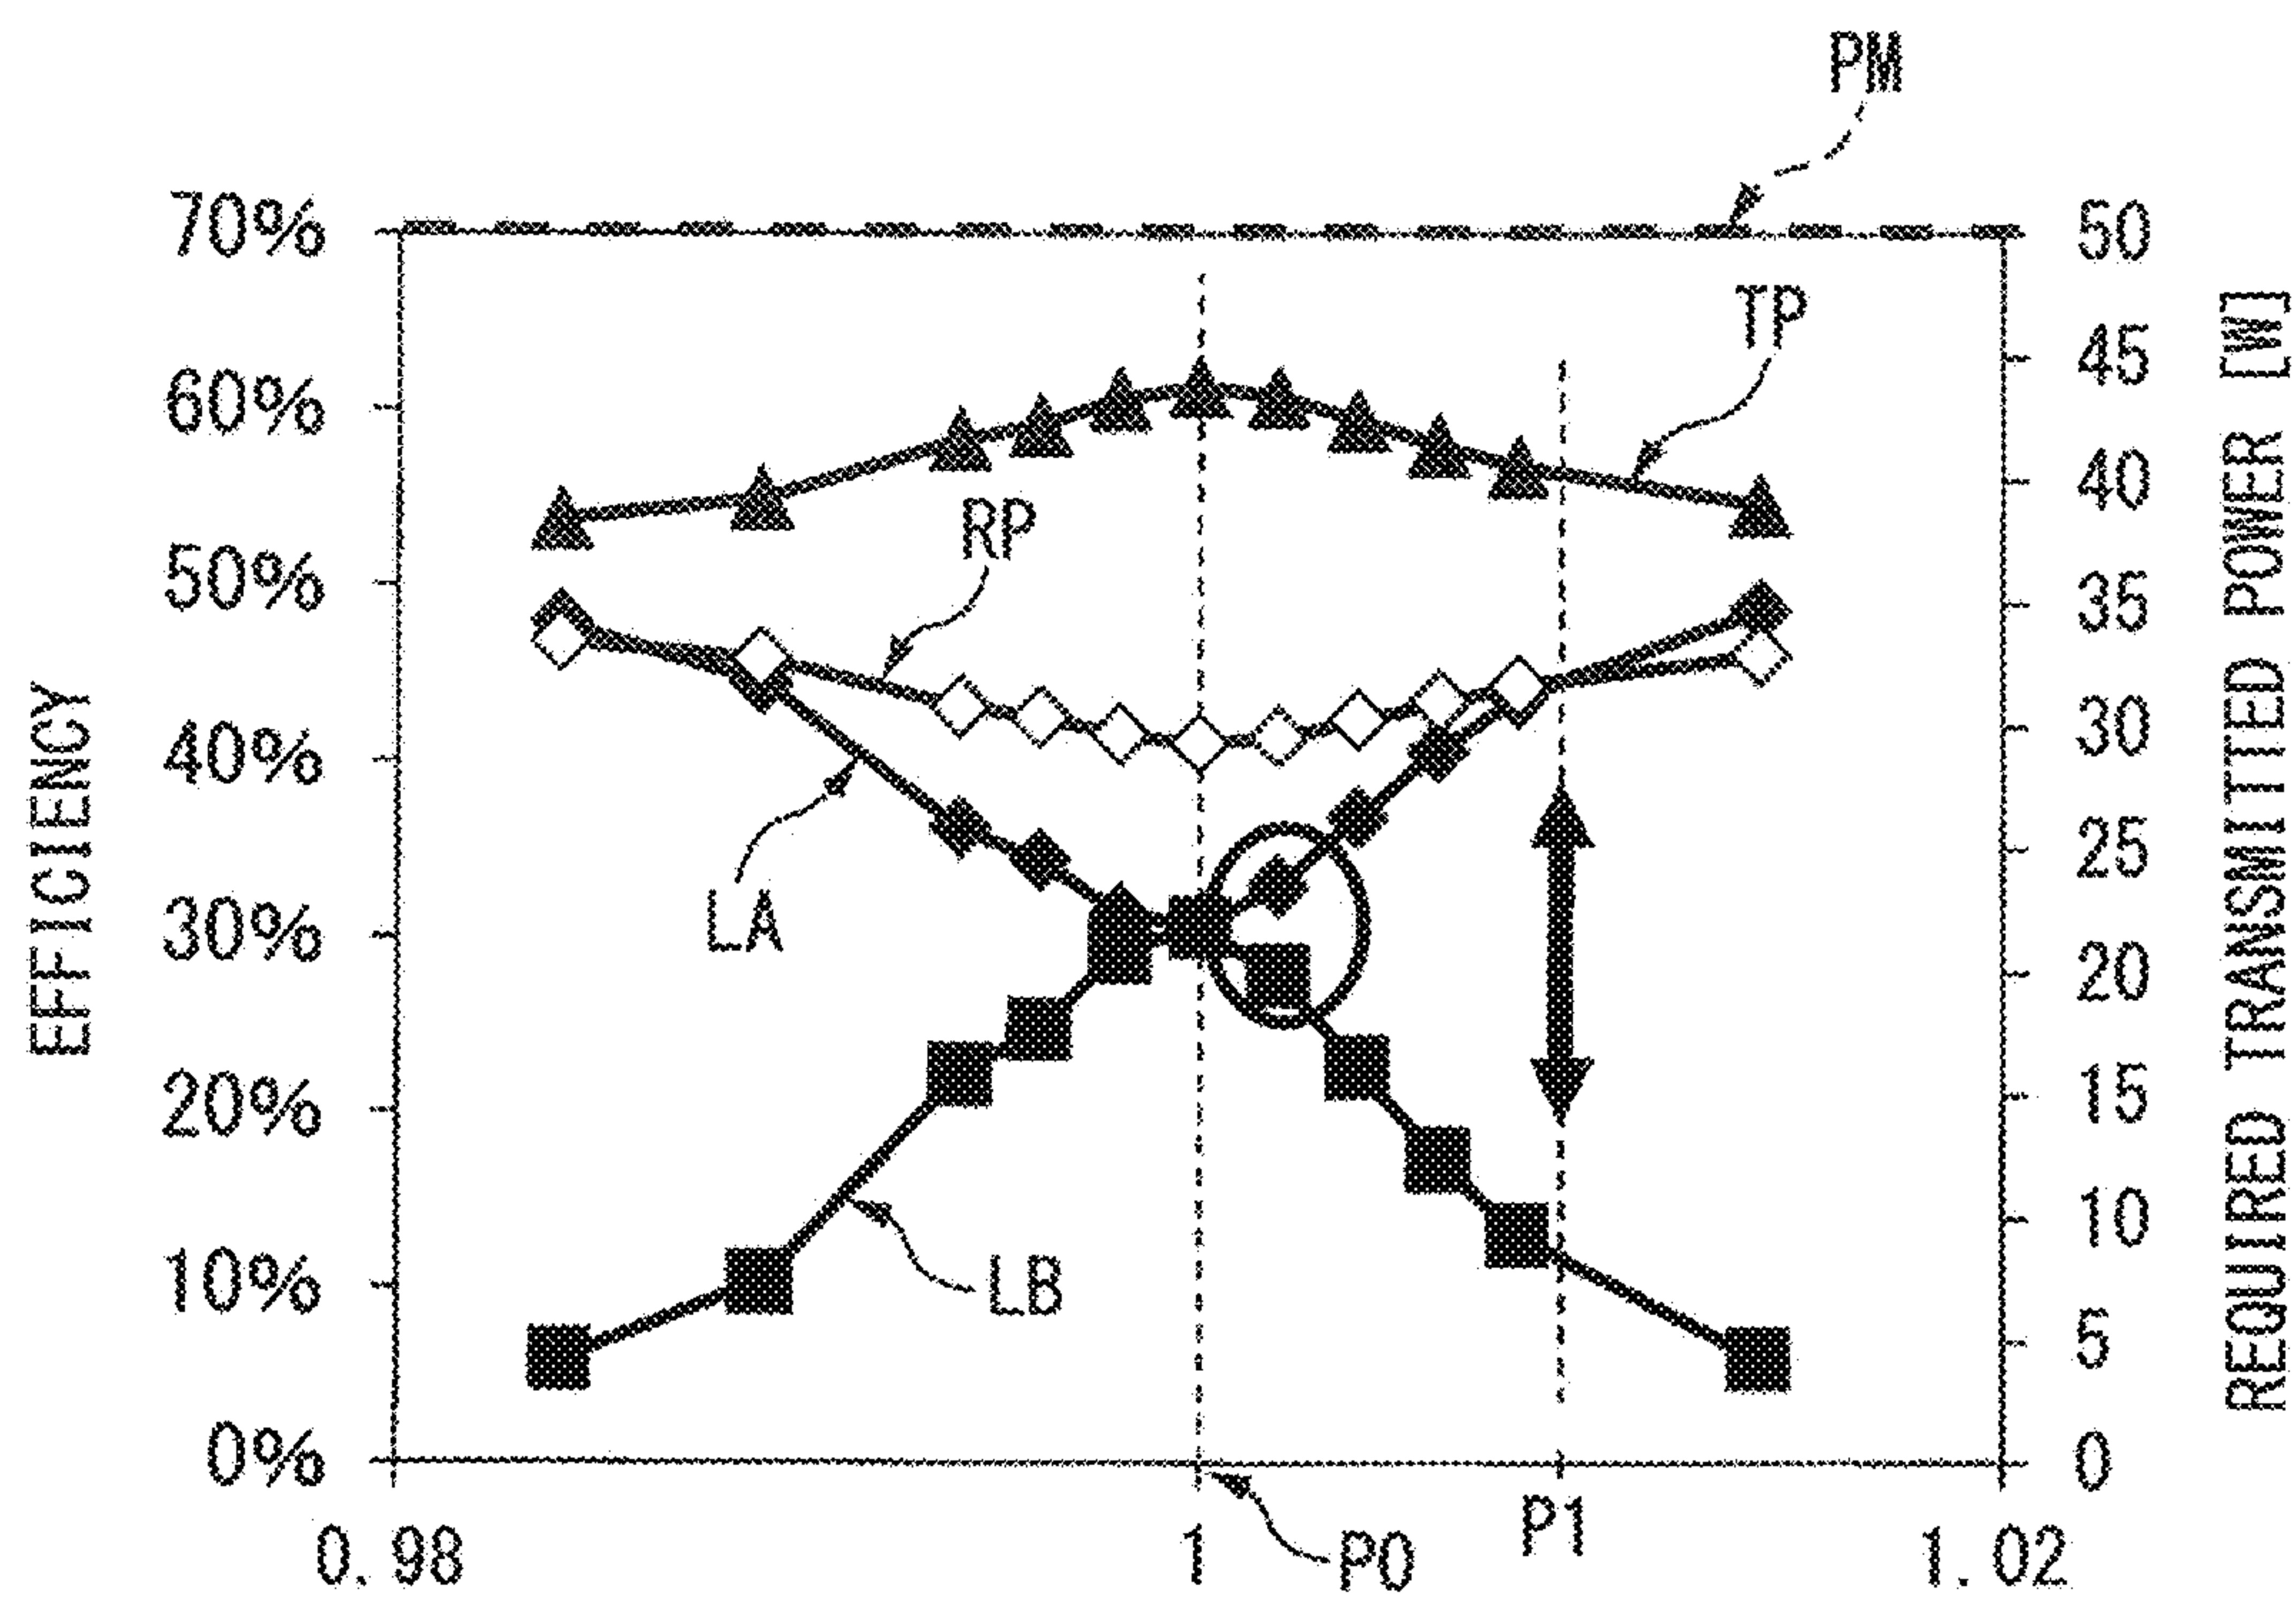 PM
70%
60%
50%
40%
30%
20%
10%
0%
EFFICIENCY
50
45
40
35
30
25
20
15
10
5
0
REQUIRED TRANSMITTED POWER [W]
TP
RP
LA
LB
0.98
1
P0
P1
1.02